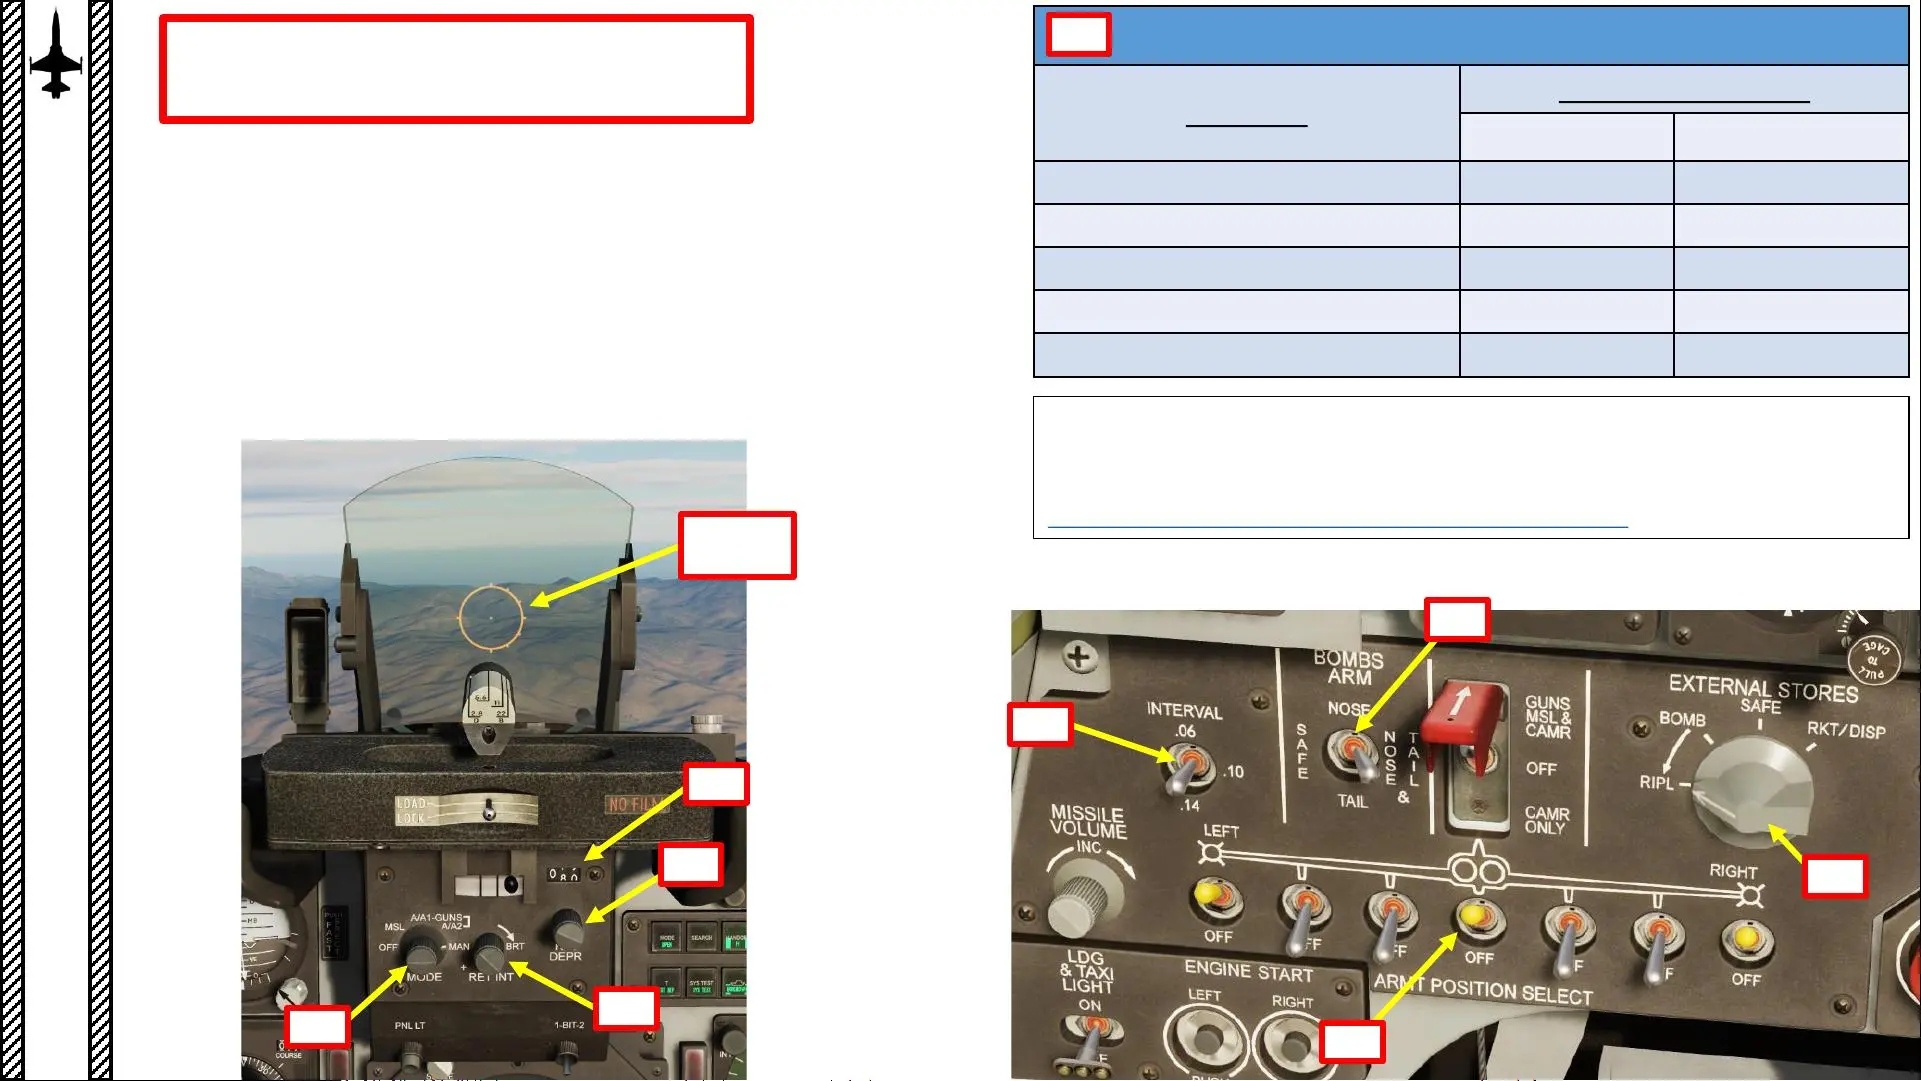 LOAD
LOCK
NO FILM
MSL
A/A1-GUNS
A/A2
OFF
MAN
BRT
MODE
RET INT
DEPR
PNL LT
1-BIT-2
COURSE
MODE
OPEN
SEARCH
SYS TEST
INTERVAL
.06
.10
.14
BOMBS
ARM
SAFE
NOSE
NOSE &
TAIL
TAIL
GUNS
MSL &
CAMR
OFF
CAMR
ONLY
EXTERNAL STORES
SAFE
BOMB
RKT/DISP
RIPL
PULL
TO
CAGE
MISSILE
VOLUME
INC
LEFT
RIGHT
OFF
OFF
OFF
ARMT POSITION SELECT
LDG
& TAXI
LIGHT
ON
ENGINE START
LEFT
RIGHT
PUSH